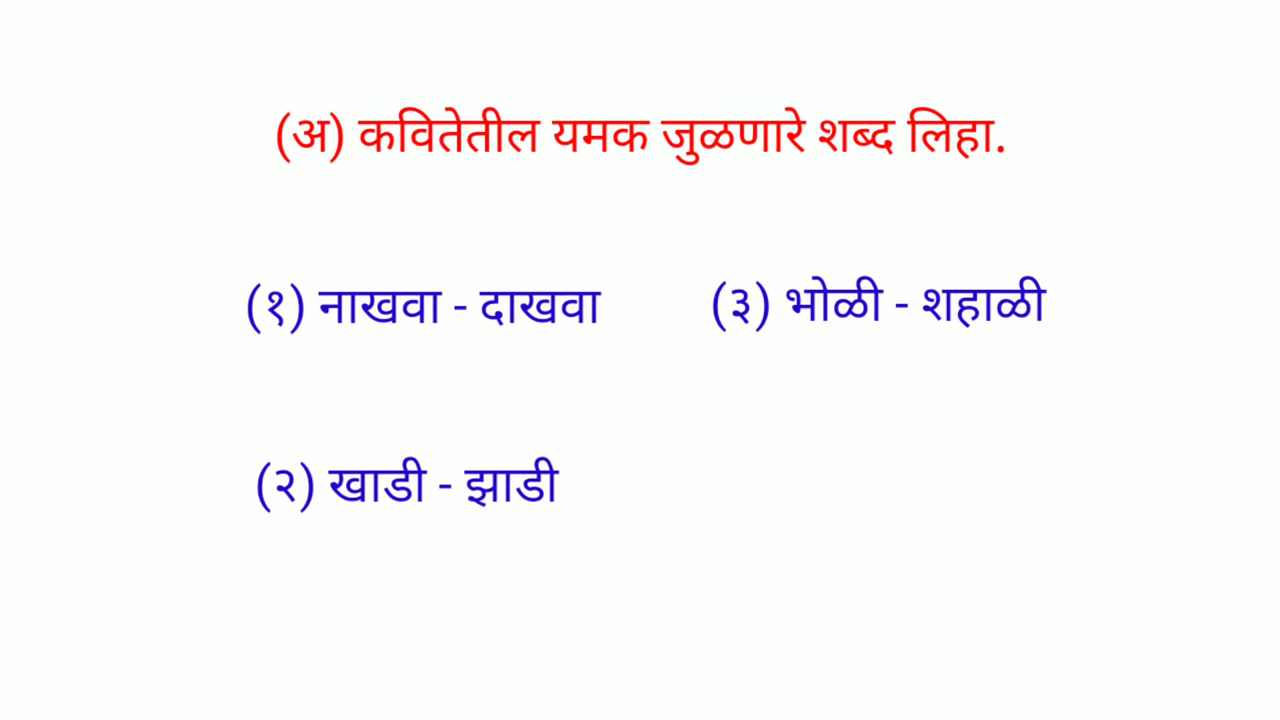 (अ) कवितेतील यमक जुळणारे शब्द लिहा.
(१) नाखवा - दाखवा
(३) भोळी - शहाळी
(२) खाडी - झाडी